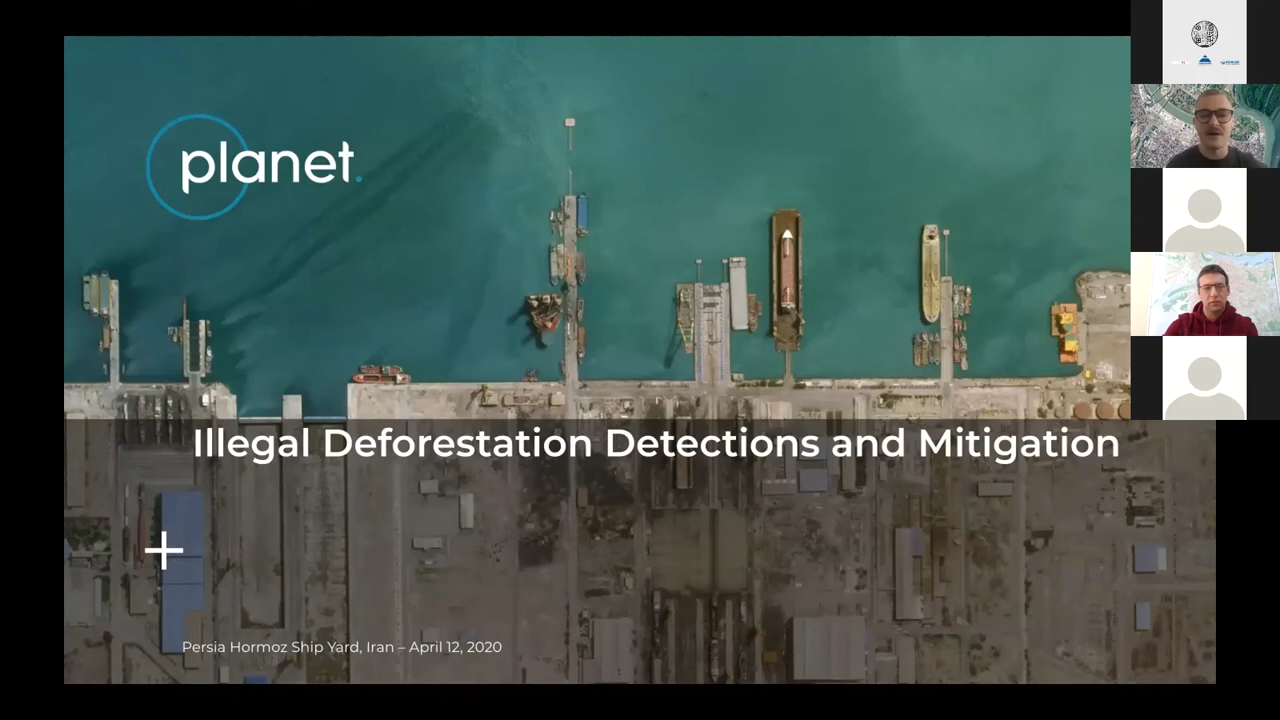 planet.
Illegal Deforestation Detections and Mitigation
Persia Hormoz Ship Yard, Iran – April 12, 2020